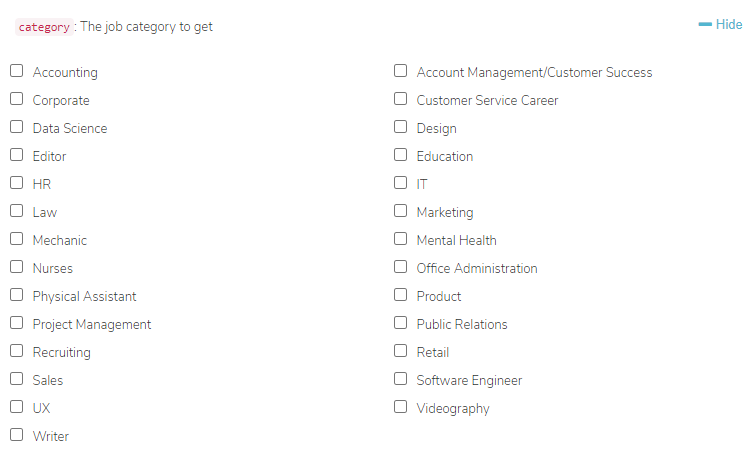 category: The job category to get
Hide
Accounting
Account Management/Customer Success
Corporate
Customer Service Career
Data Science
Design
Editor
Education
HR
IT
Law
Marketing
Mechanic
Mental Health
Nurses
Office Administration
Physical Assistant
Product
Project Management
Public Relations
Recruiting
Retail
Sales
Software Engineer
UX
Videography
Writer